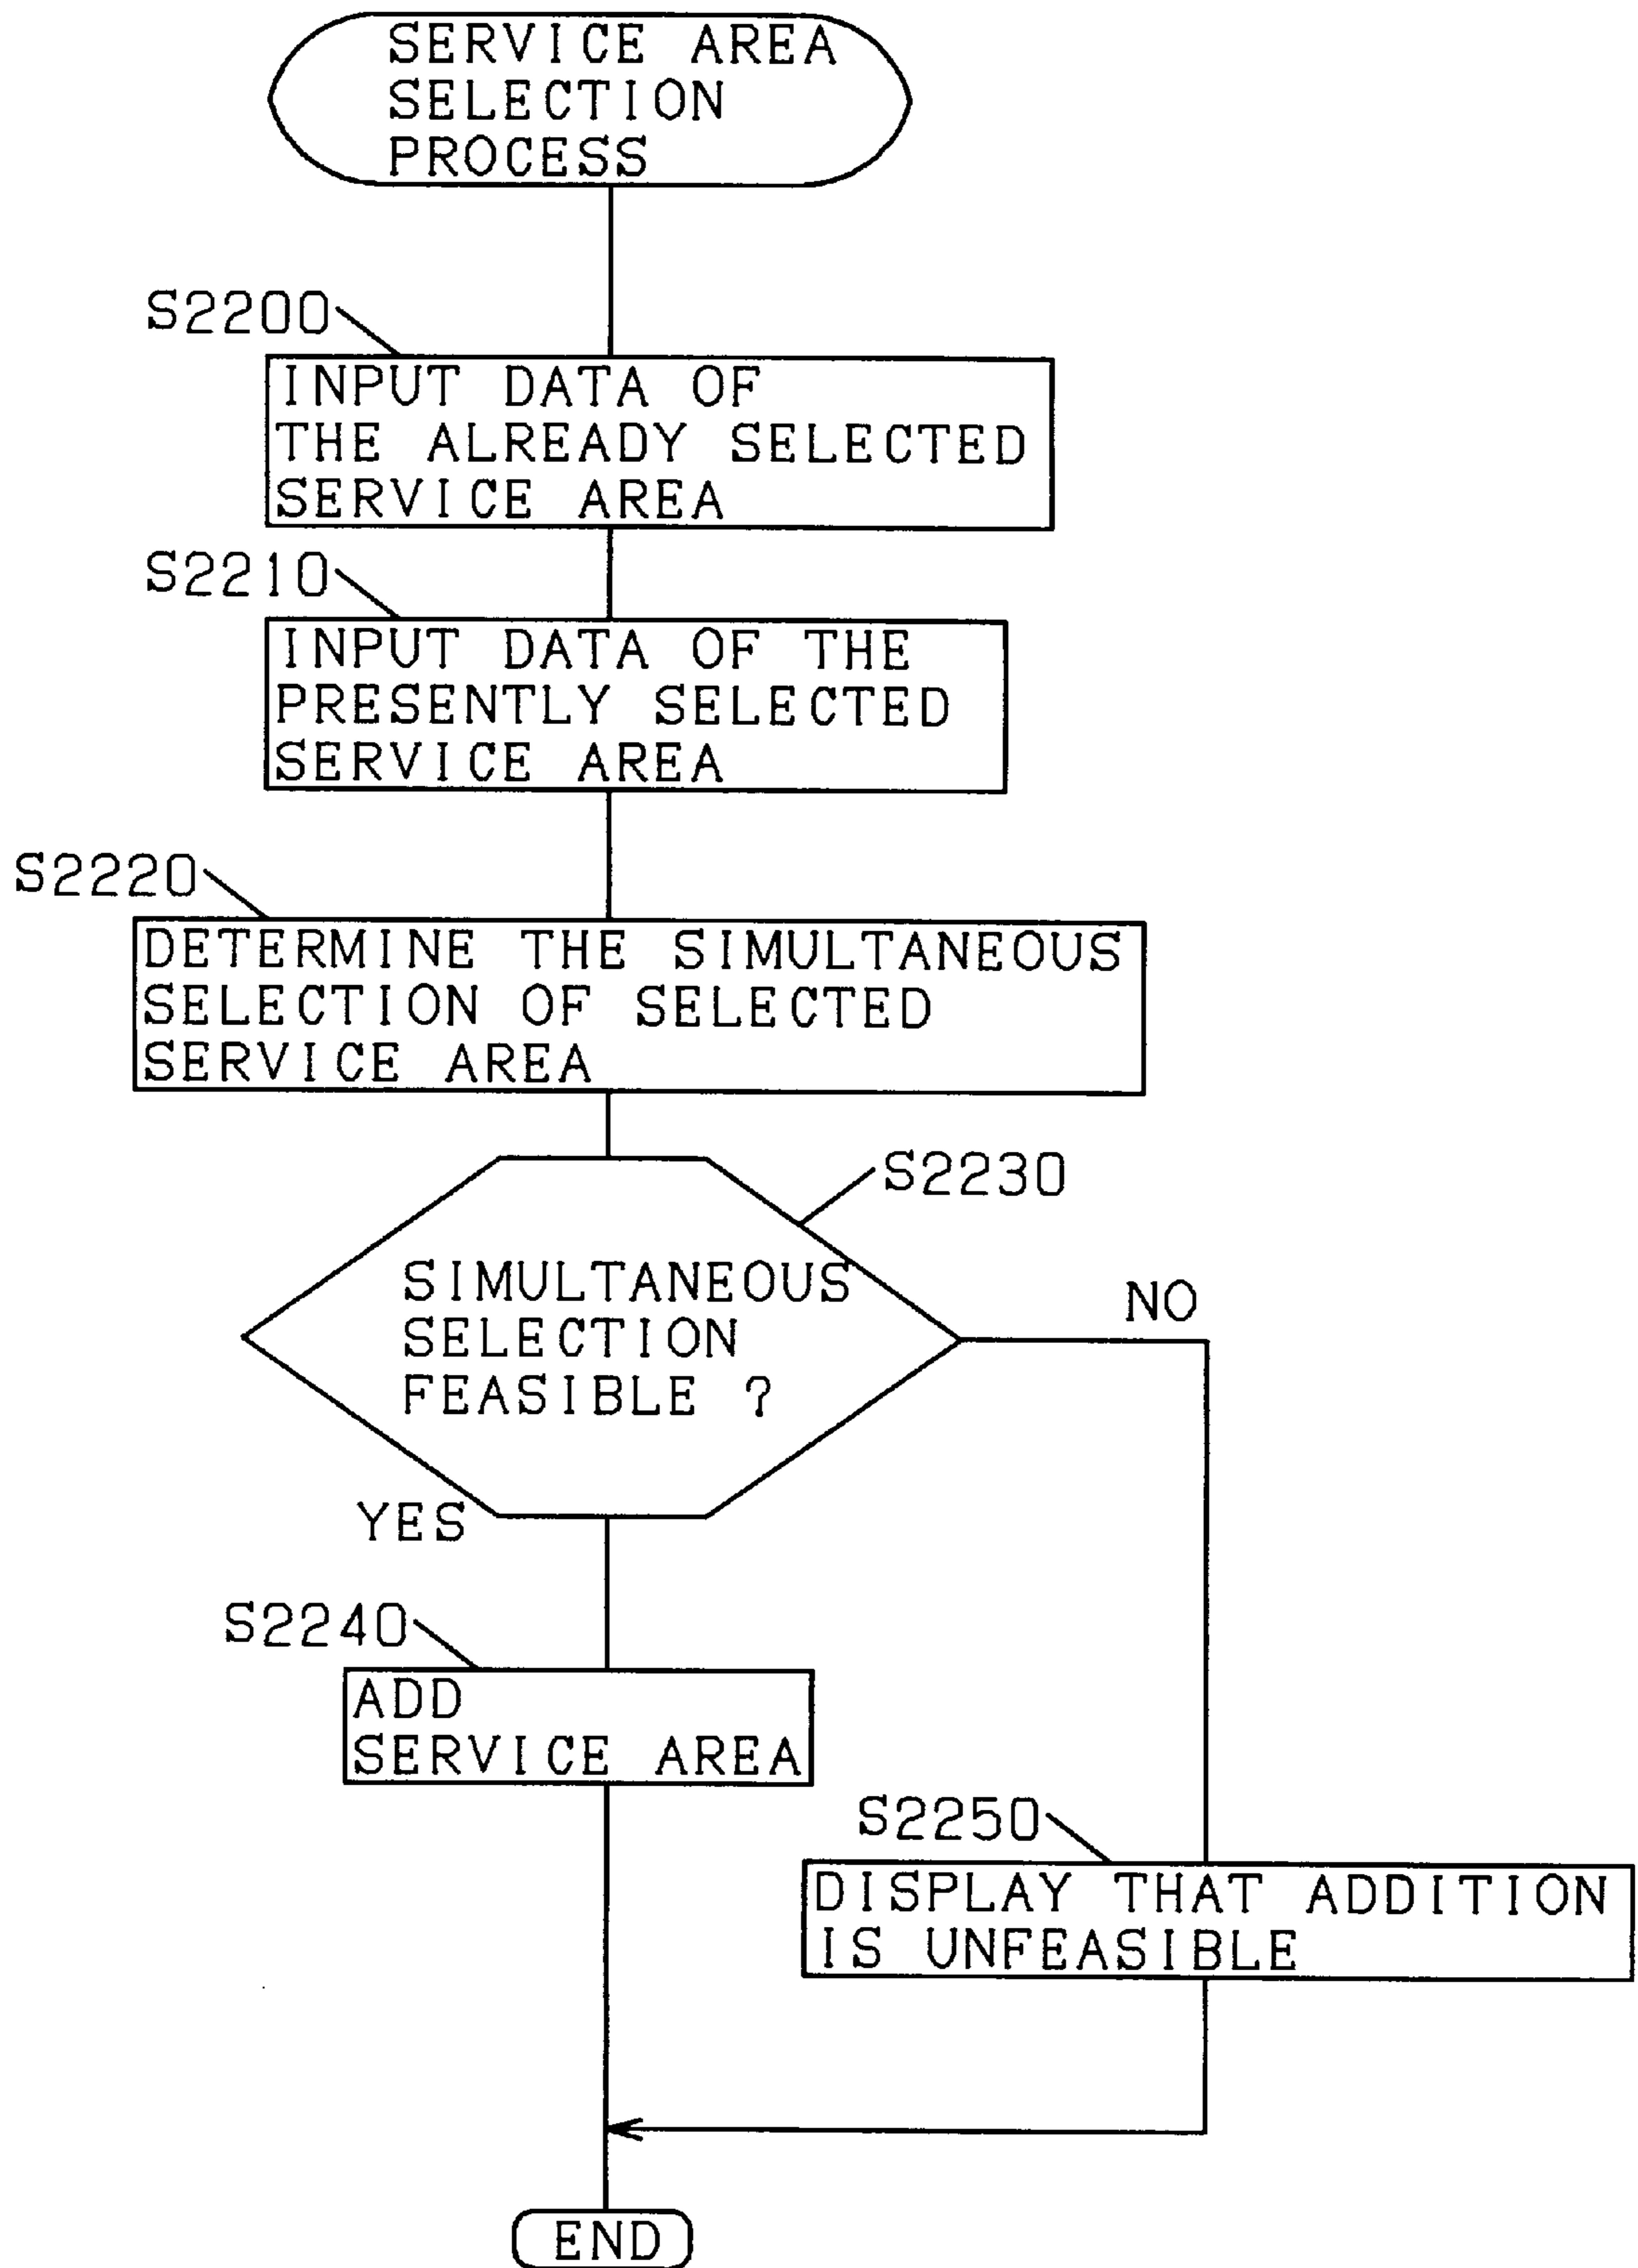 SERVICE AREA
SELECTION
PROCESS
S2200
INPUT DATA OF
THE ALREADY SELECTED
SERVICE AREA
S2210
INPUT DATA OF THE
PRESENTLY SELECTED
SERVICE AREA
S2220
DETERMINE THE SIMULTANEOUS
SELECTION OF SELECTED
SERVICE AREA
S2230
SIMULTANEOUS
SELECTION
FEASIBLE ?
NO
YES
S2240
ADD
SERVICE AREA
S2250
DISPLAY THAT ADDITION
IS UNFEASIBLE
END